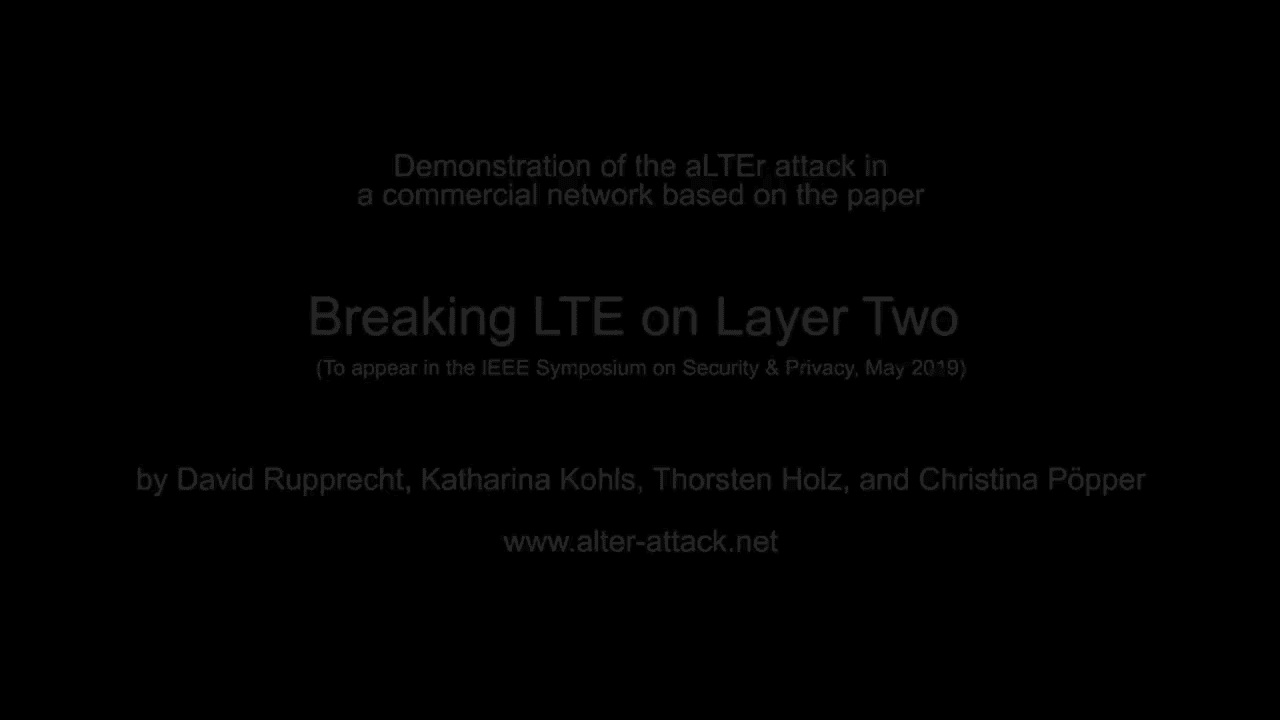 Demonstration of the aLTEr attack in
a commercial network based on the paper
Breaking LTE on Layer Two
(To appear in the IEEE Symposium on Security & Privacy, May 2019)
by David Rupprecht, Katharina Kohls, Thorsten Holz, and Christina Pöpper
www.alter-attack.net